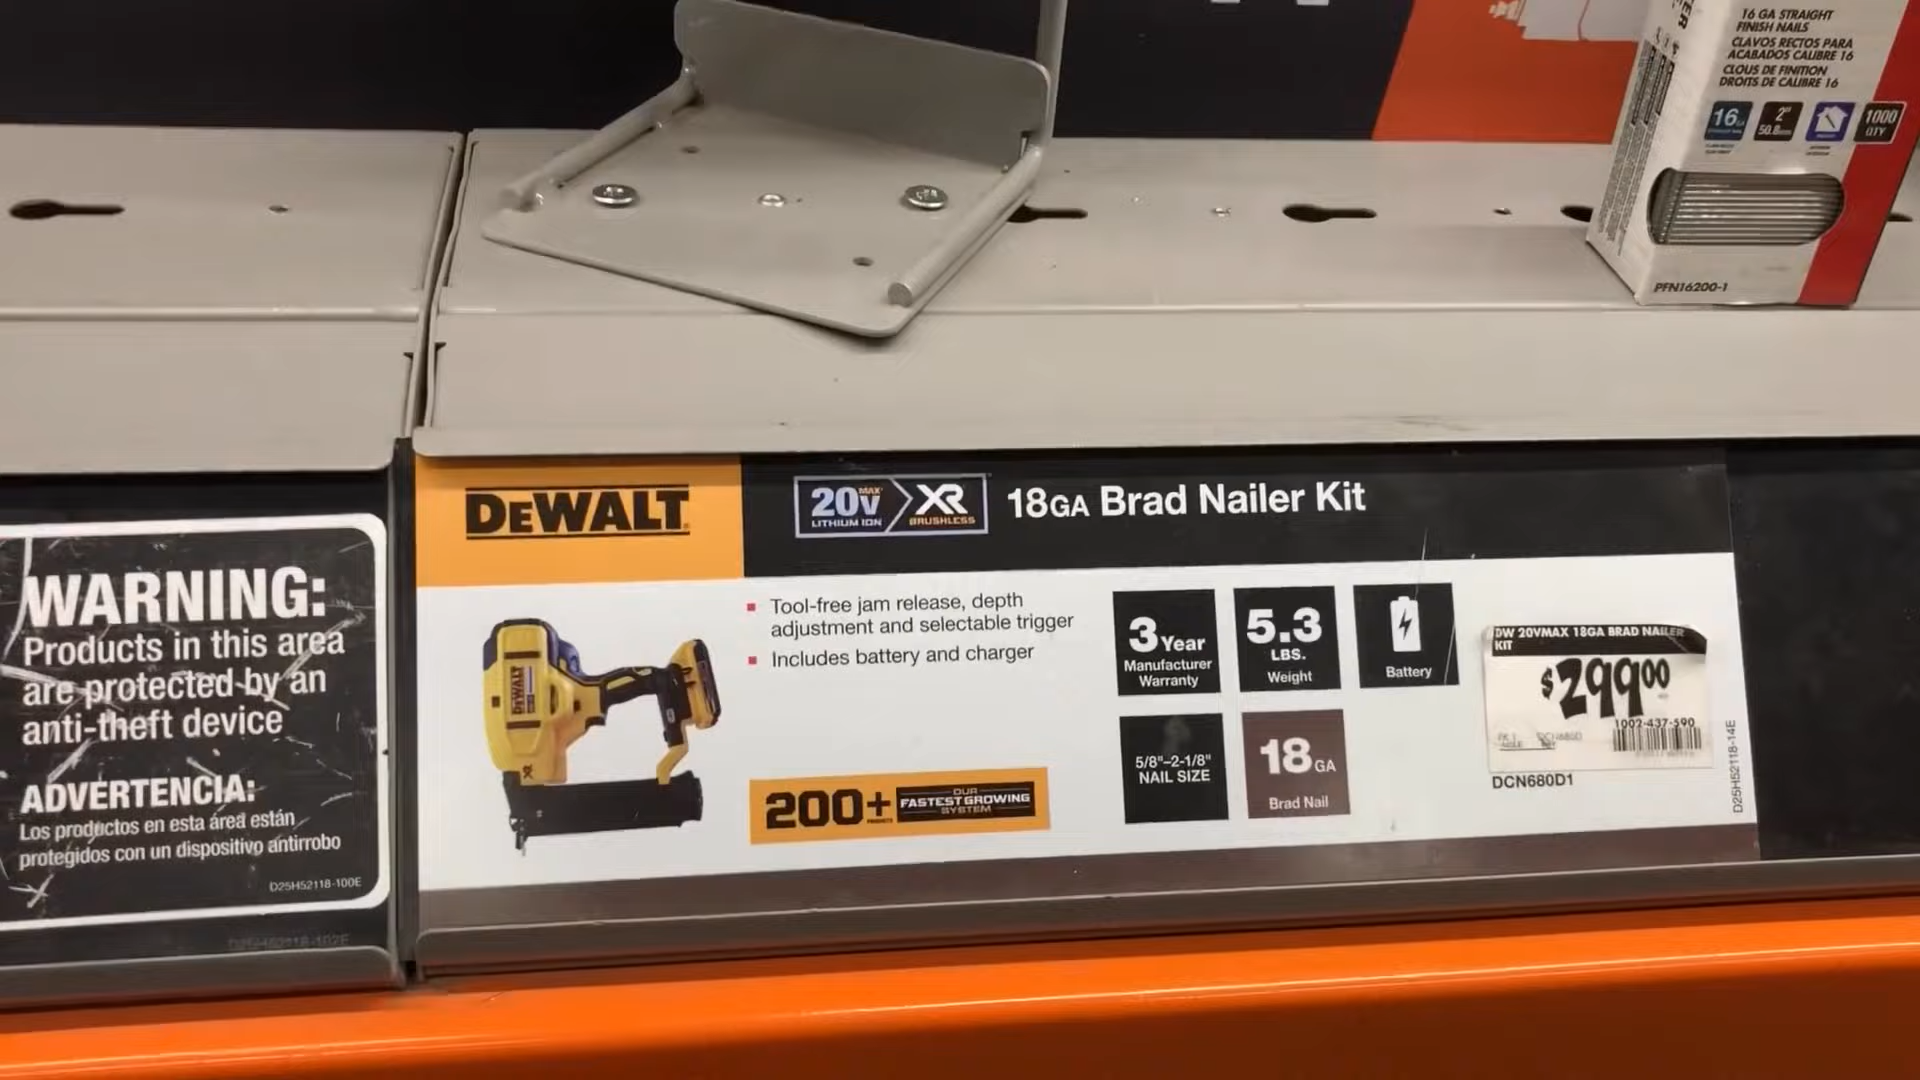 16 GA STRAIGHT
FINISH NAILS
CLAVOS RECTOS PARA
ACABADOS CALIBRE 16
CLOUS DE FINITION
DROITS DE CALIBRE 16
16GA
2"
50.8mm
1000
QTY
PFN16200-1
DEWALT
20V MAX
LITHIUM ION
XR
BRUSHLESS
18GA Brad Nailer Kit
Tool-free jam release, depth
adjustment and selectable trigger
Includes battery and charger
200+
PRODUCTS
OUR
FASTEST GROWING
SYSTEM
3 Year
Manufacturer
Warranty
5.3
LBS.
Weight
Battery
5/8"–2-1/8"
NAIL SIZE
18 GA
Brad Nail
DW 20VMAX 18GA BRAD NAILER
KIT
$299.00
1002-437-590
DCN680D1
D25H52118-14E
DEWALT
XR
WARNING:
Products in this area
are protected by an
anti-theft device
ADVERTENCIA:
Los productos en esta área están
protegidos con un dispositivo antirrobo
D25H52118-100E